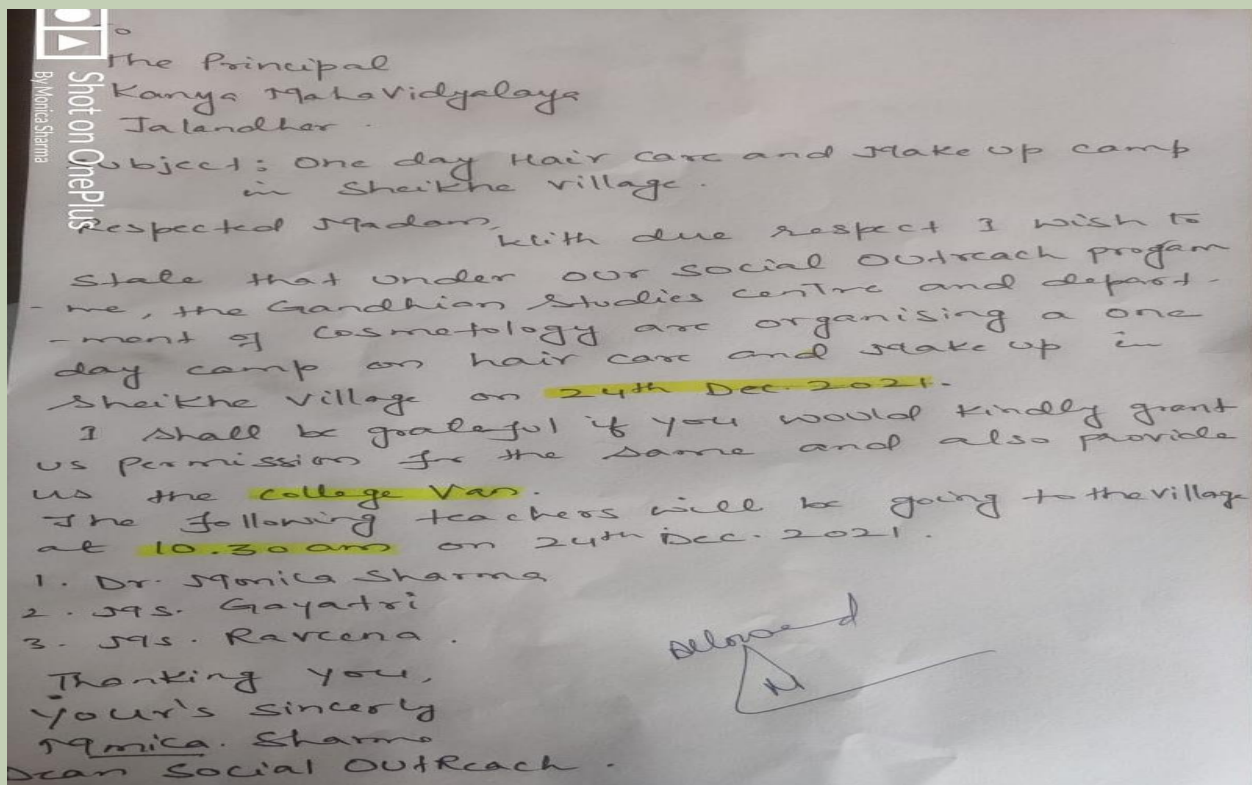 To
The Principal
Kanya Maha Vidyalaya
Jalandhar.
Subject: One day Hair care and Make up camp
in Sheikhe village.
Respected Madam,
With due respect I wish to
state that under our social outreach progam
-me, the Gandhian Studies centre and depart-
-ment of cosmetology are organising a one
day camp on hair care and Make up in
Sheikhe village on 24th Dec. 2021.
I shall be grateful if you would kindly grant
us permission for the same and also provide
us the college Van.
The following teachers will be going to the village
at 10.30 am on 24th Dec. 2021.
1. Dr. Monica Sharma
2. Ms. Gayatri
3. Ms. Raveena.
Thanking you,
Your's sincerly
Monica. Sharma
Dean Social OutReach.
Allowed
Shot on OnePlus
By Monica Sharma